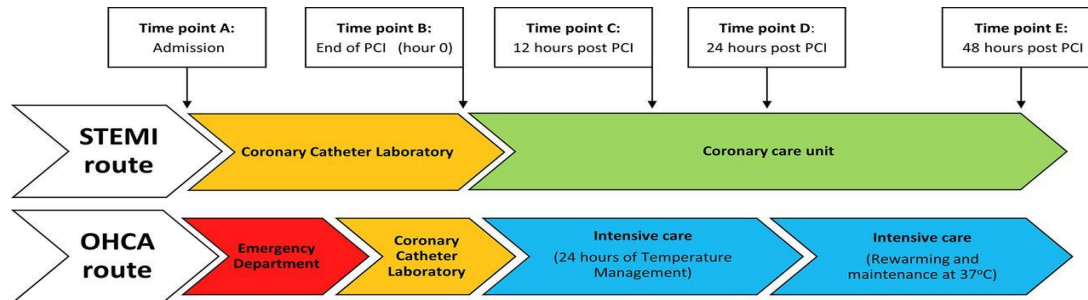 Time point A:
Admission
Time point B:
End of PCI (hour 0)
Time point C:
12 hours post PCI
Time point D:
24 hours post PCI
Time point E:
48 hours post PCI
STEMI
route
Coronary Catheter Laboratory
Coronary care unit
OHCA
route
Emergency
Department
Coronary
Catheter
Laboratory
Intensive care
(24 hours of Temperature
Management)
Intensive care
(Rewarming and
maintenance at 37°C)